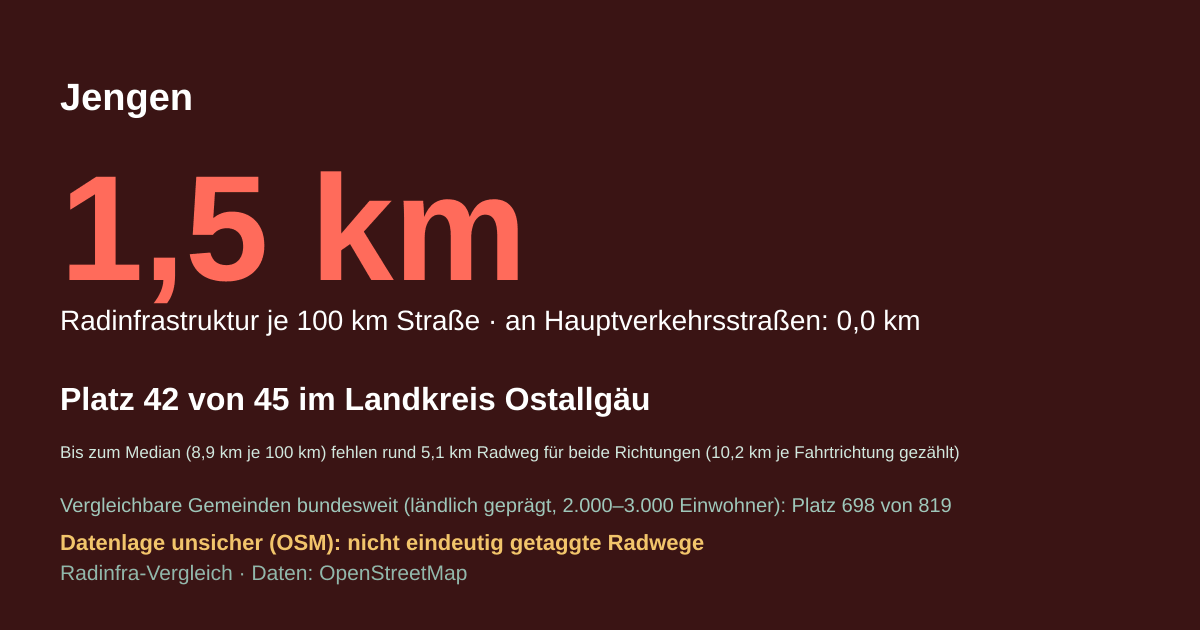 Jengen
1,5 km
Radinfrastruktur je 100 km Straße · an Hauptverkehrsstraßen: 0,0 km
Platz 42 von 45 im Landkreis Ostallgäu
Bis zum Median (8,9 km je 100 km) fehlen rund 5,1 km Radweg für beide Richtungen (10,2 km je Fahrtrichtung gezählt)
Vergleichbare Gemeinden bundesweit (ländlich geprägt, 2.000–3.000 Einwohner): Platz 698 von 819
Datenlage unsicher (OSM): nicht eindeutig getaggte Radwege
Radinfra-Vergleich · Daten: OpenStreetMap